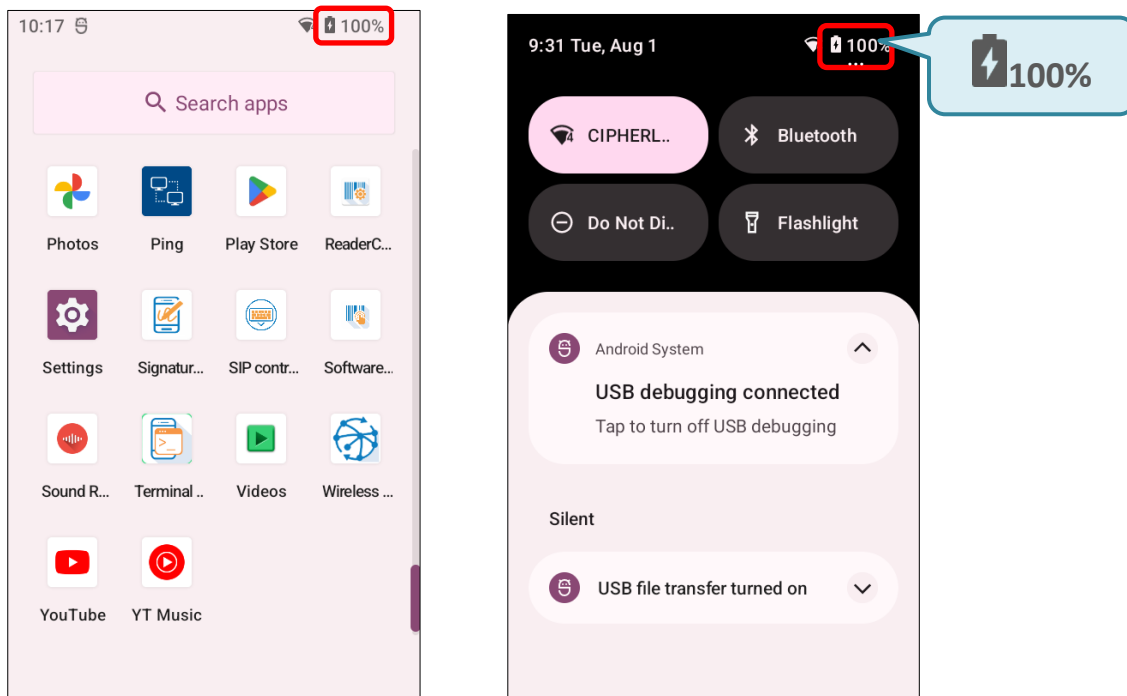 10:17
100%
Search apps
Photos
Ping
Play Store
ReaderC...
Settings
Signatur...
SIP contr...
Software...
Sound R...
Terminal ..
Videos
Wireless ...
YouTube
YT Music
9:31 Tue, Aug 1
100%
CIPHERL..
Bluetooth
Do Not Di..
Flashlight
Android System
USB debugging connected
Tap to turn off USB debugging
Silent
USB file transfer turned on
100%